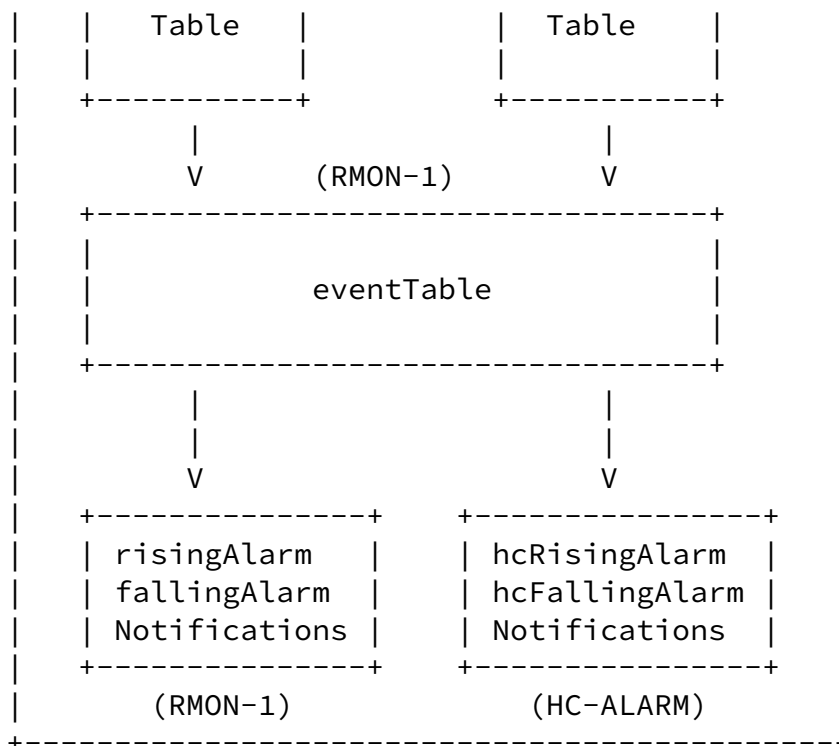 Table Table
V (RMON-1) V
eventTable
V V
risingAlarm hcRisingAlarm
fallingAlarm hcFallingAlarm
Notifications Notifications
(RMON-1) (HC-ALARM)